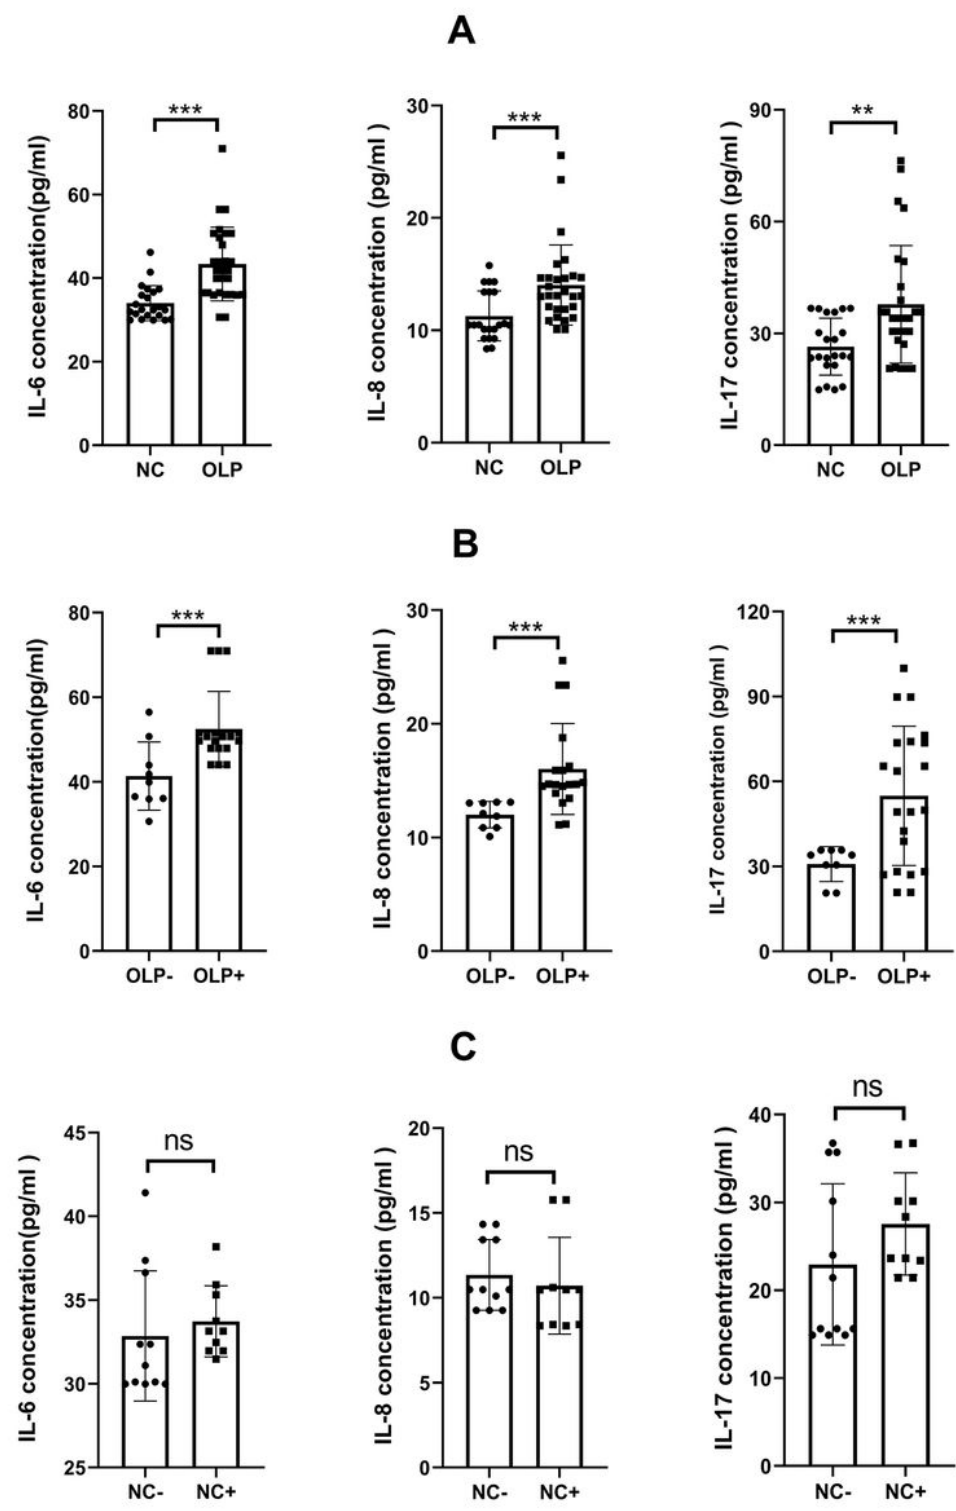 A
IL-6 concentration(pg/ml)
80
60
40
20
0
***
NC OLP
IL-8 concentration (pg/ml )
30
20
10
0
***
NC OLP
IL-17 concentration (pg/ml )
90
60
30
0
**
NC OLP
B
IL-6 concentration(pg/ml)
80
60
40
20
0
***
OLP- OLP+
IL-8 concentration (pg/ml )
30
20
10
0
***
OLP- OLP+
IL-17 concentration (pg/ml )
120
90
60
30
0
***
OLP- OLP+
C
IL-6 concentration(pg/ml )
45
40
35
30
25
ns
NC- NC+
IL-8 concentration (pg/ml )
20
15
10
5
0
ns
NC- NC+
IL-17 concentration (pg/ml )
40
30
20
10
0
ns
NC- NC+